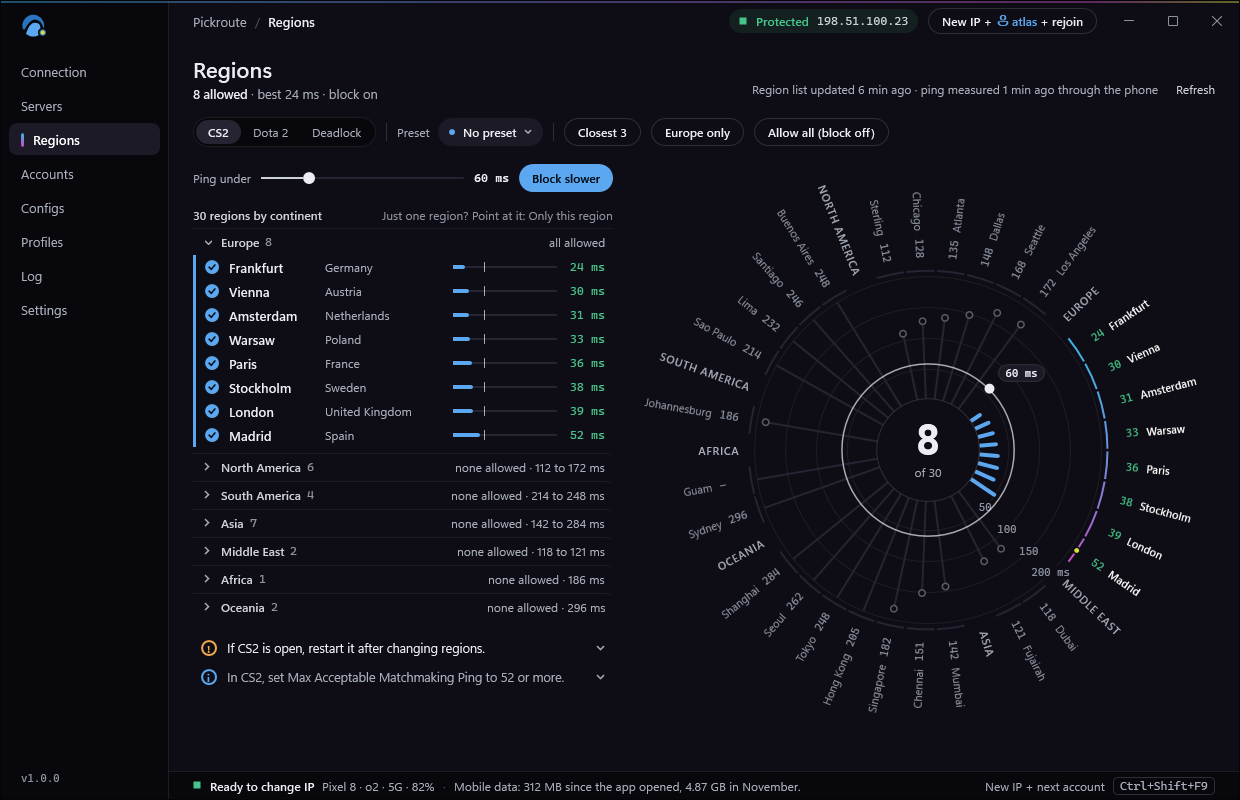 Pickroute / Regions
Protected 198.51.100.23
New IP + atlas + rejoin
Connection
Servers
Regions
Accounts
Configs
Profiles
Log
Settings
v1.0.0
Regions
8 allowed · best 24 ms · block on
Region list updated 6 min ago · ping measured 1 min ago through the phone
Refresh
CS2 Dota 2 Deadlock
Preset No preset
Closest 3
Europe only
Allow all (block off)
Ping under 60 ms Block slower
30 regions by continent
Just one region? Point at it: Only this region
Europe 8 all allowed
Frankfurt Germany 24 ms
Vienna Austria 30 ms
Amsterdam Netherlands 31 ms
Warsaw Poland 33 ms
Paris France 36 ms
Stockholm Sweden 38 ms
London United Kingdom 39 ms
Madrid Spain 52 ms
North America 6 none allowed · 112 to 172 ms
South America 4 none allowed · 214 to 248 ms
Asia 7 none allowed · 142 to 284 ms
Middle East 2 none allowed · 118 to 121 ms
Africa 1 none allowed · 186 ms
Oceania 2 none allowed · 296 ms
If CS2 is open, restart it after changing regions.
In CS2, set Max Acceptable Matchmaking Ping to 52 or more.
NORTH AMERICA
Sterling 112
Chicago 128
135 Atlanta
148 Dallas
168 Seattle
172 Los Angeles
EUROPE
24 Frankfurt
30 Vienna
31 Amsterdam
33 Warsaw
36 Paris
38 Stockholm
39 London
52 Madrid
MIDDLE EAST
118 Dubai
121 Fujairah
ASIA
142 Mumbai
Chennai 151
Singapore 182
Hong Kong 205
Tokyo 248
Seoul 262
Shanghai 284
OCEANIA
Sydney 296
Guam –
AFRICA
Johannesburg 186
SOUTH AMERICA
Sao Paulo 214
Lima 232
Santiago 246
Buenos Aires 248
60 ms
8
of 30
50
100
150
200 ms
Ready to change IP Pixel 8 · o2 · 5G · 82% · Mobile data: 312 MB since the app opened, 4.87 GB in November.
New IP + next account Ctrl+Shift+F9